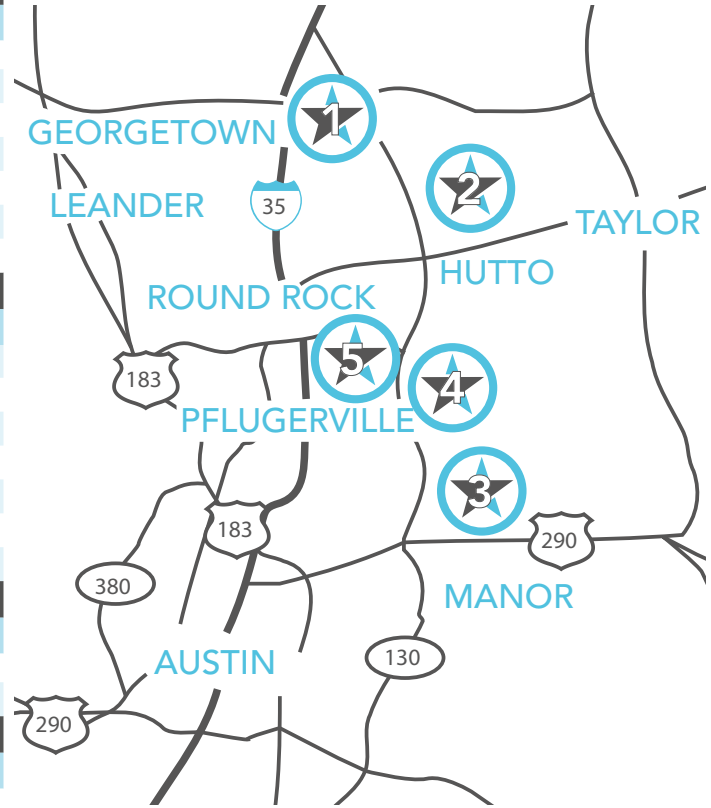 1
GEORGETOWN
2
LEANDER
35
TAYLOR
HUTTO
ROUND ROCK
5
183
4
PFLUGERVILLE
3
183
290
380
MANOR
130
AUSTIN
290